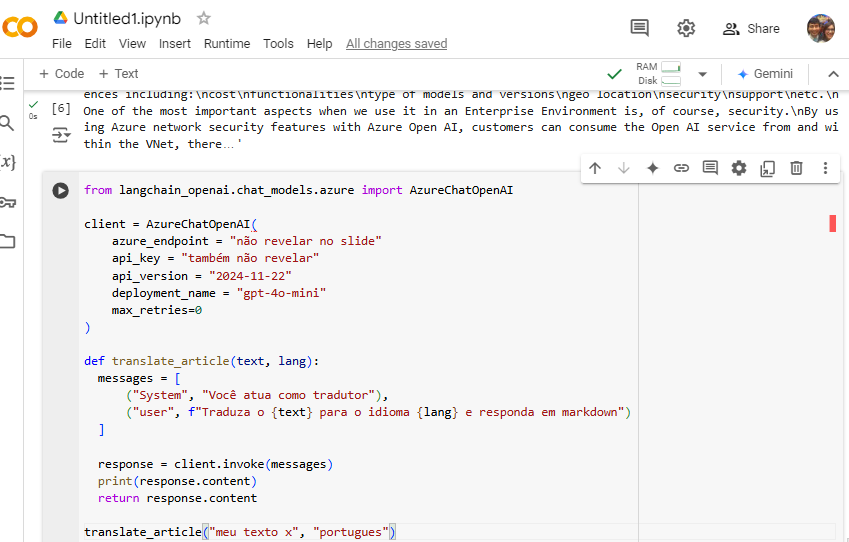 CO Untitled1.ipynb
File Edit View Insert Runtime Tools Help All changes saved
Share
+ Code + Text
RAM
Disk
Gemini
ences including:\ncost\nfunctionalities\ntype of models and versions\ngeo location\nsecurity\nsupport\netc.\n
[6]
0s
One of the most important aspects when we use it in an Enterprise Environment is, of course, security.\nBy us
ing Azure network security features with Azure Open AI, customers can consume the Open AI service from and wi
thin the VNet, there…'
{x}
from langchain_openai.chat_models.azure import AzureChatOpenAI
client = AzureChatOpenAI(
azure_endpoint = "não revelar no slide"
api_key = "também não revelar"
api_version = "2024-11-22"
deployment_name = "gpt-4o-mini"
max_retries=0
)
def translate_article(text, lang):
messages = [
("System", "Você atua como tradutor"),
("user", f"Traduza o {text} para o idioma {lang} e responda em markdown")
]
response = client.invoke(messages)
print(response.content)
return response.content
translate_article("meu texto x", "portugues")